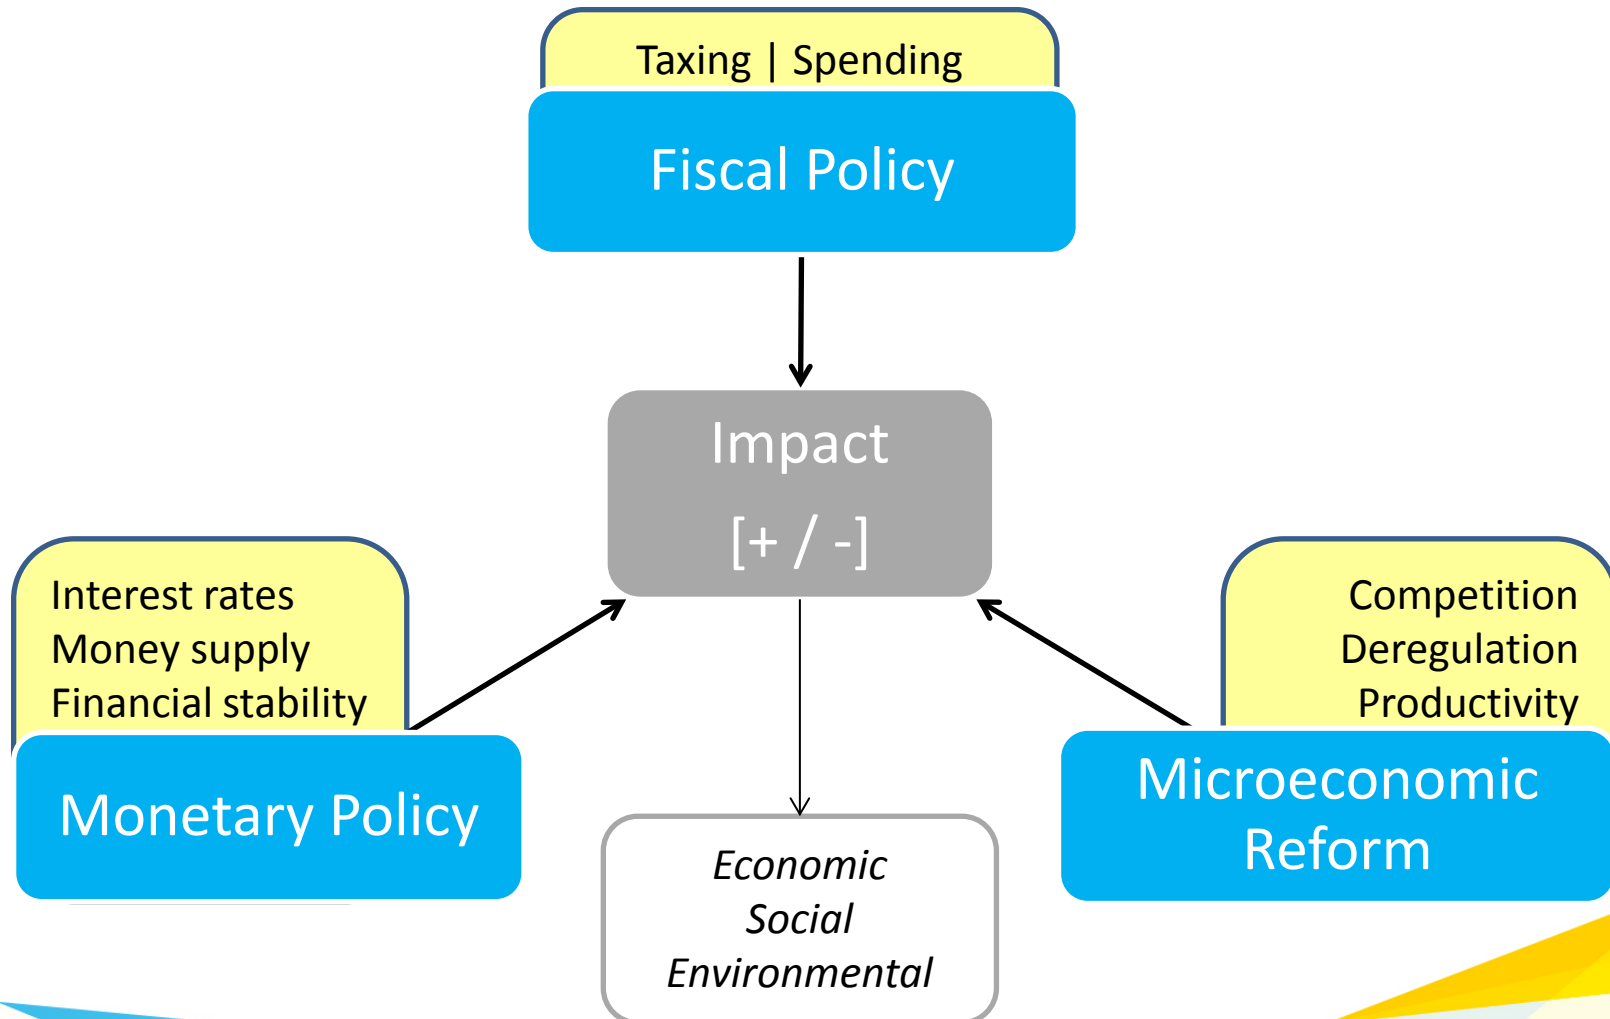 Taxing | Spending
Fiscal Policy
Impact
[+ / -]
Interest rates
Money supply
Financial stability
Monetary Policy
Competition
Deregulation
Productivity
Microeconomic
Reform
Economic
Social
Environmental